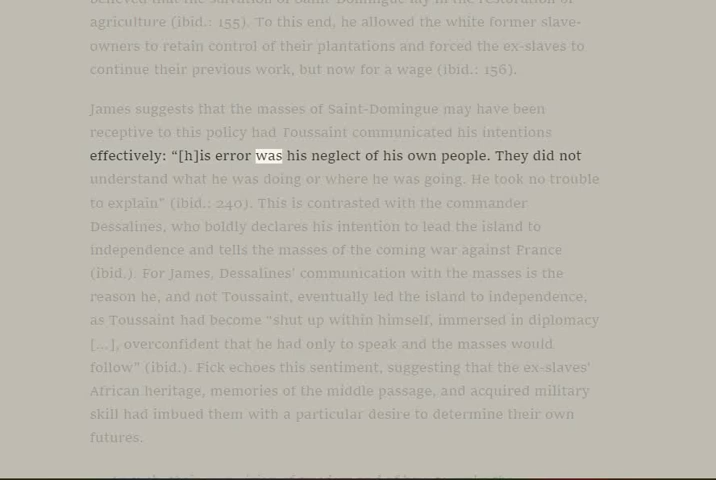 believed that the salvation of Saint-Domingue lay in the restoration of
agriculture (ibid.: 155). To this end, he allowed the white former slave-
owners to retain control of their plantations and forced the ex-slaves to
continue their previous work, but now for a wage (ibid.: 156).
James suggests that the masses of Saint-Domingue may have been
receptive to this policy had Toussaint communicated his intentions
effectively: “[h]is error was his neglect of his own people. They did not
understand what he was doing or where he was going. He took no trouble
to explain” (ibid.: 240). This is contrasted with the commander
Dessalines, who boldly declares his intention to lead the island to
independence and tells the masses of the coming war against France
(ibid.). For James, Dessalines’ communication with the masses is the
reason he, and not Toussaint, eventually led the island to independence,
as Toussaint had become “shut up within himself, immersed in diplomacy
[…], overconfident that he had only to speak and the masses would
follow” (ibid.). Fick echoes this sentiment, suggesting that the ex-slaves’
African heritage, memories of the middle passage, and acquired military
skill had imbued them with a particular desire to determine their own
futures.